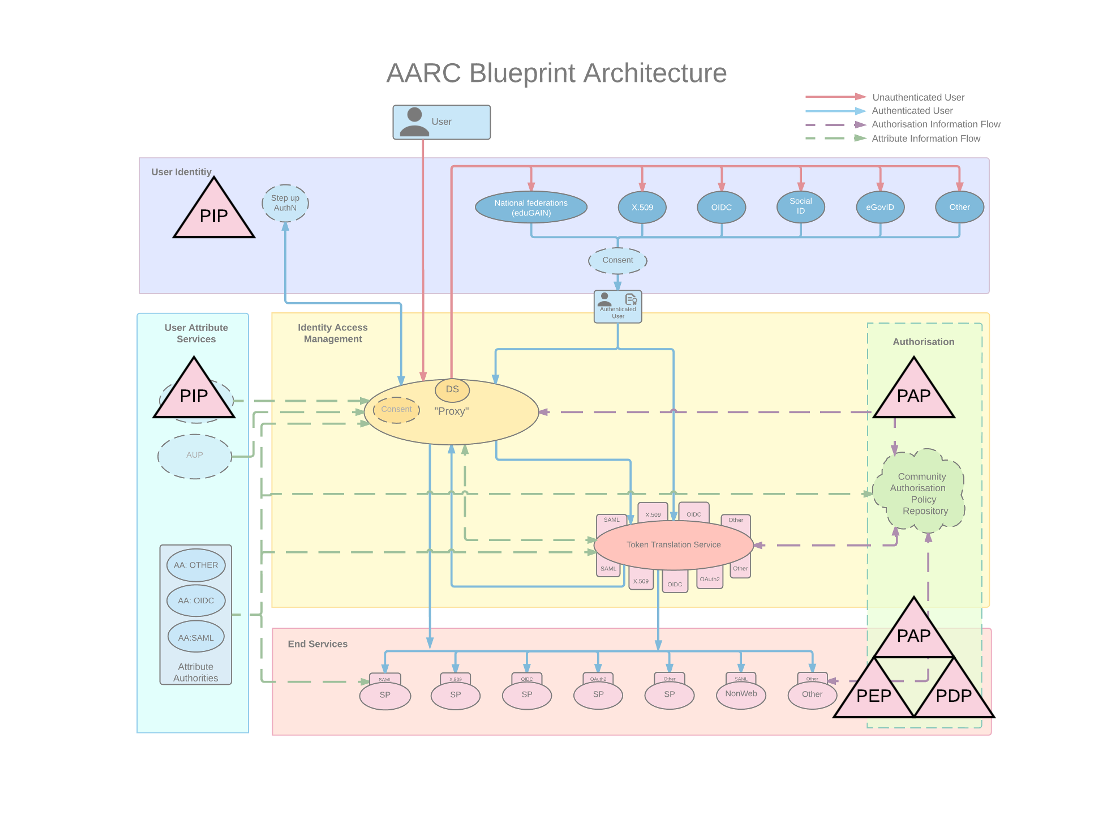 AARC Blueprint Architecture
User
Unauthenticated User
Authenticated User
Authorisation Information Flow
Attribute Information Flow
User Identitiy
PIP
Step up
AuthN
National federations
(eduGAIN)
X.509
OIDC
Social
ID
eGovID
Other
Consent
Authenticated
User
User Attribute
Services
PIP
AUP
AA: OTHER
AA: OIDC
AA:SAML
Attribute
Authorities
Identity Access
Management
DS
Consent
"Proxy"
SAML
X.509
OIDC
Other
Token Translation Service
SAML
X.509
OIDC
OAuth2
Other
Authorisation
PAP
Community
Authorisation
Policy
Repository
PAP
PEP
PDP
End Services
SAML
SP
X.509
SP
OIDC
SP
OAuth2
SP
Other
SP
SAML
NonWeb
Other
Other